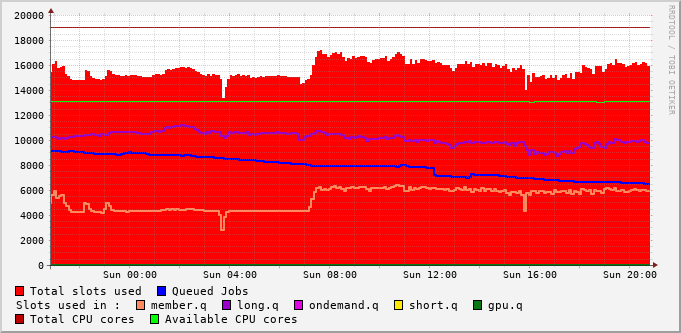 20000
18000
16000
14000
12000
10000
8000
6000
4000
2000
0
Sun 00:00 Sun 04:00 Sun 08:00 Sun 12:00 Sun 16:00 Sun 20:00
Total slots used Queued Jobs
Slots used in : member.q long.q ondemand.q short.q gpu.q
Total CPU cores Available CPU cores
RRDTOOL / TOBI OETIKER